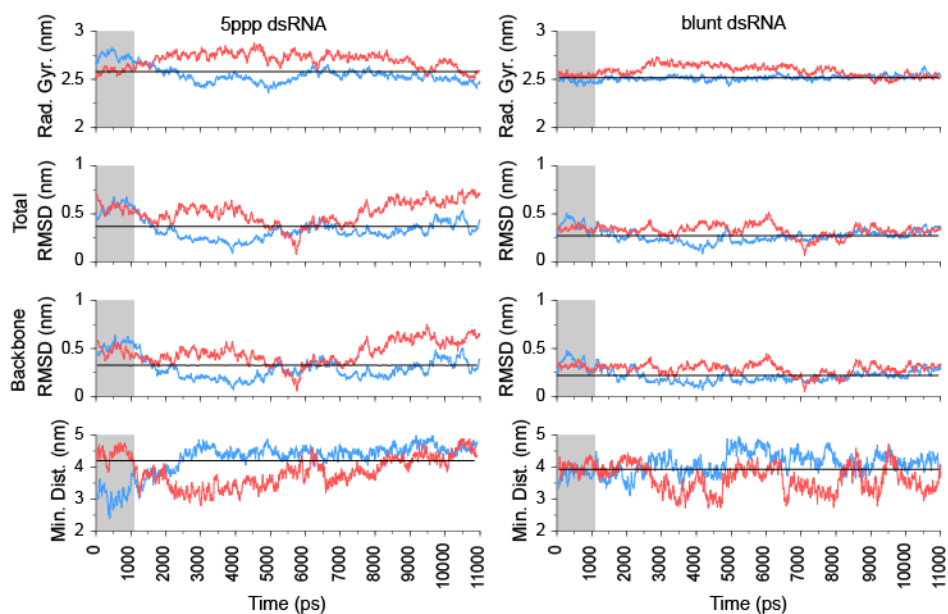 5ppp dsRNA
blunt dsRNA
Rad. Gyr. (nm)
3
2.5
2
Rad. Gyr. (nm)
3
2.5
2
Total
RMSD (nm)
1
0.5
0
RMSD (nm)
1
0.5
0
Backbone
RMSD (nm)
1
0.5
0
RMSD (nm)
1
0.5
0
Min. Dist. (nm)
5
4
3
2
Min. Dist. (nm)
5
4
3
2
0 1000 2000 3000 4000 5000 6000 7000 8000 9000 10000 11000
0 1000 2000 3000 4000 5000 6000 7000 8000 9000 10000 11000
Time (ps)
Time (ps)